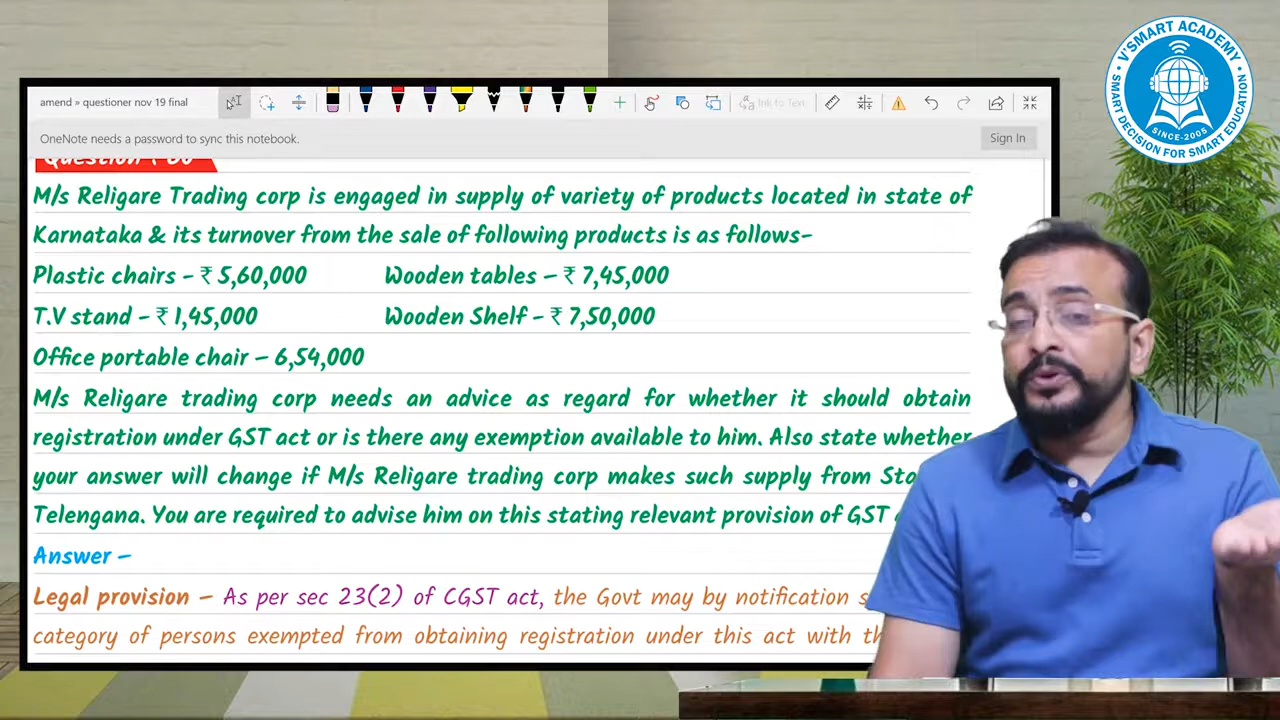 amend » questioner nov 19 final
Ink to Text
OneNote needs a password to sync this notebook.
Sign In
M/s Religare Trading corp is engaged in supply of variety of products located in state of
Karnataka & its turnover from the sale of following products is as follows-
Plastic chairs - ₹ 5,60,000 Wooden tables – ₹ 7,45,000
T.V stand - ₹ 1,45,000 Wooden Shelf - ₹ 7,50,000
Office portable chair – 6,54,000
M/s Religare trading corp needs an advice as regard for whether it should obtain
registration under GST act or is there any exemption available to him. Also state whether
your answer will change if M/s Religare trading corp makes such supply from
Telengana. You are required to advise him on this stating relevant provision of GST
Answer –
Legal provision – As per sec 23(2) of CGST act, the Govt may by notification
category of persons exempted from obtaining registration under this act with
V'SMART ACADEMY
SINCE-2005
SMART DECISION FOR SMART EDUCATION